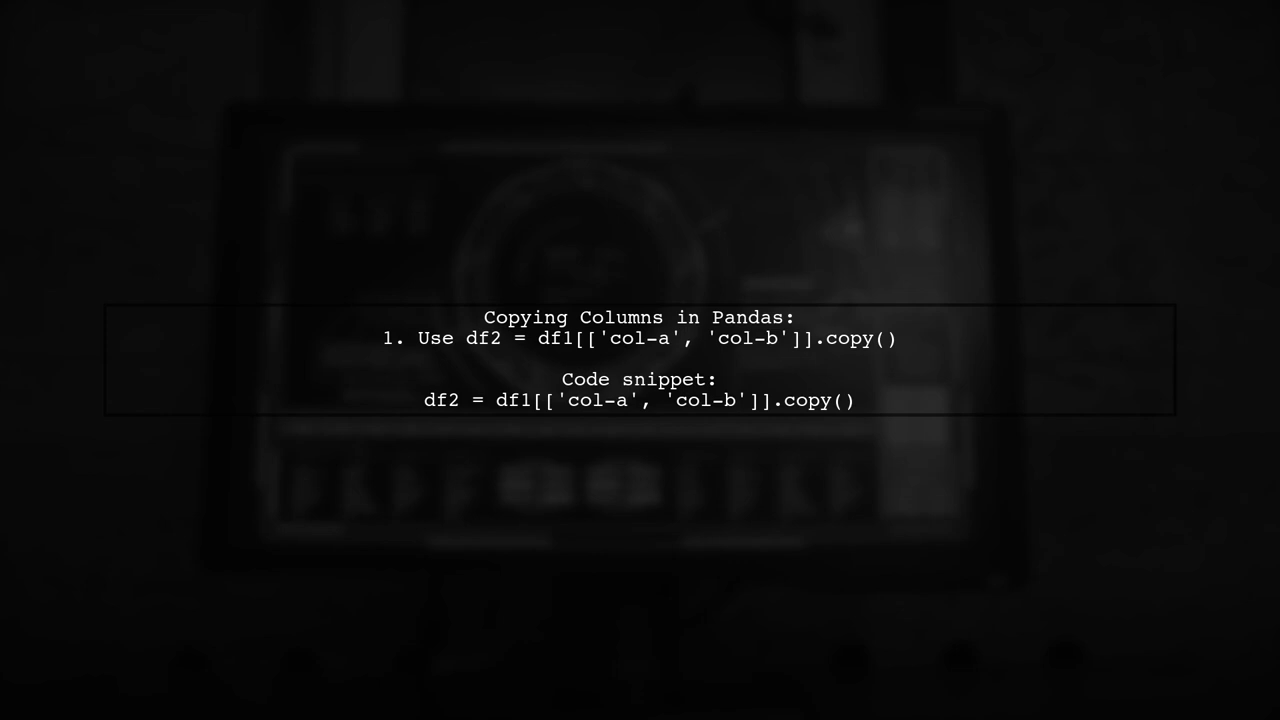 Copying Columns in Pandas:
1. Use df2 = df1[['col-a', 'col-b']].copy()
Code snippet:
df2 = df1[['col-a', 'col-b']].copy()